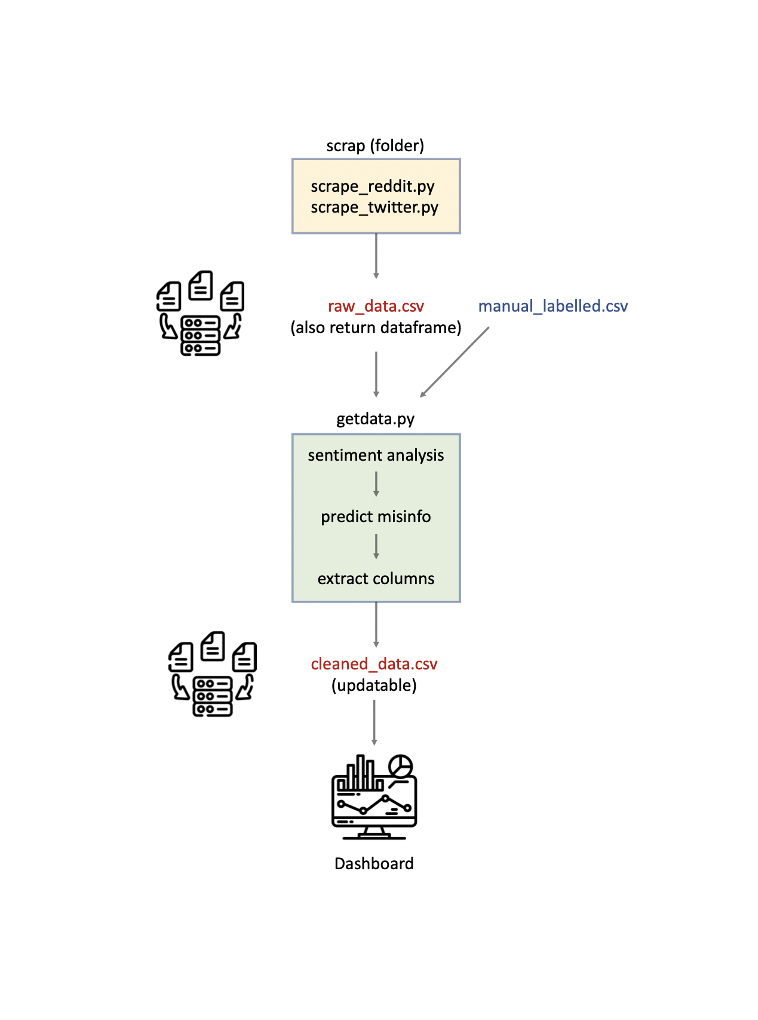 scrap (folder)
scrape_reddit.py
scrape_twitter.py
raw_data.csv
(also return dataframe)
manual_labelled.csv
getdata.py
sentiment analysis
predict misinfo
extract columns
cleaned_data.csv
(updatable)
Dashboard